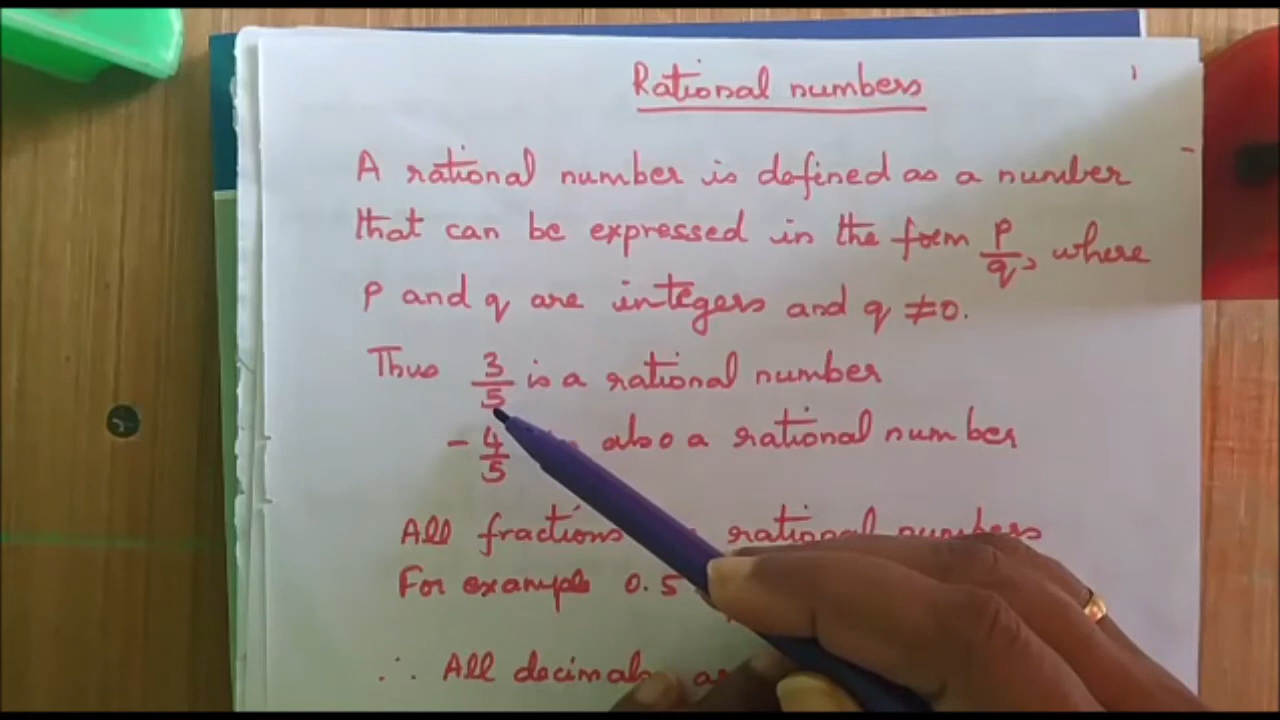 Rational numbers
A rational number is defined as a number
that can be expressed in the form p/q, where
p and q are integers and q ≠ 0.
Thus 3/5 is a rational number
- 4/5 also a rational number
All fractions rational numbers
For example 0.5
∴ All decimals